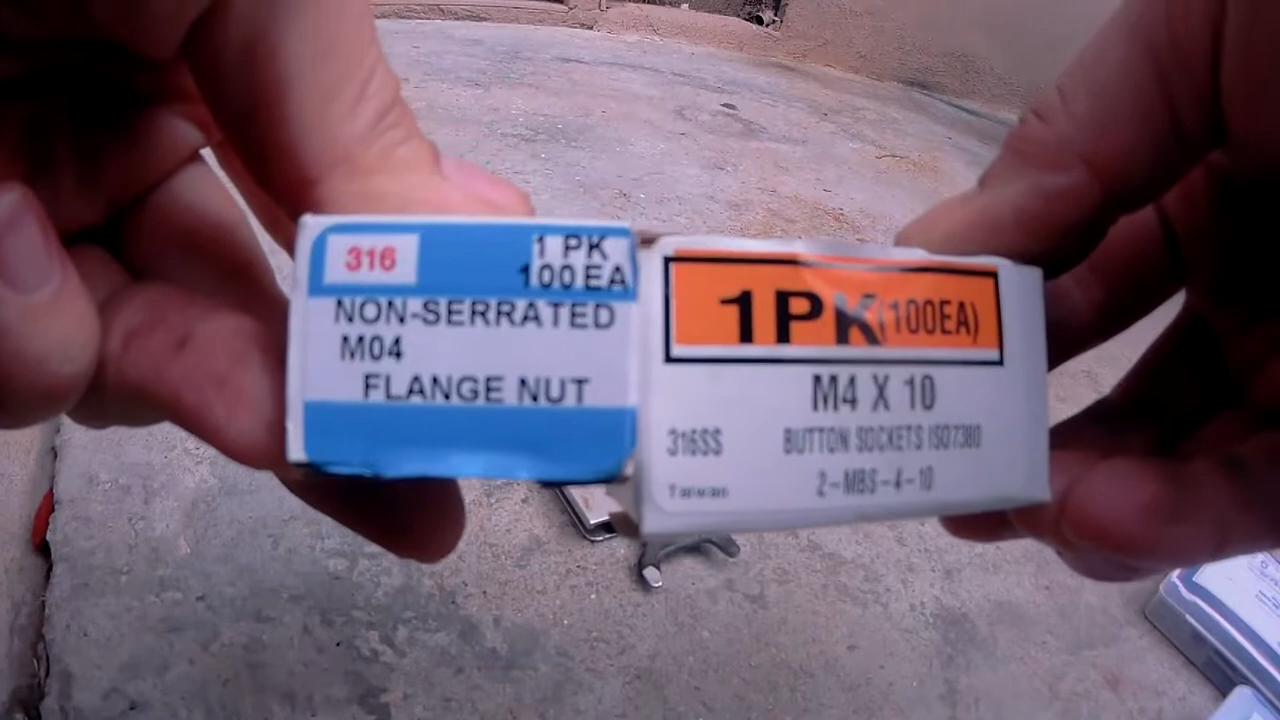 316
1 PK
100 EA
NON-SERRATED
M04
FLANGE NUT
1PK(100EA)
M4 X 10
316SS BUTTON SOCKETS ISO7380
2-MBS-4-10
Taiwan